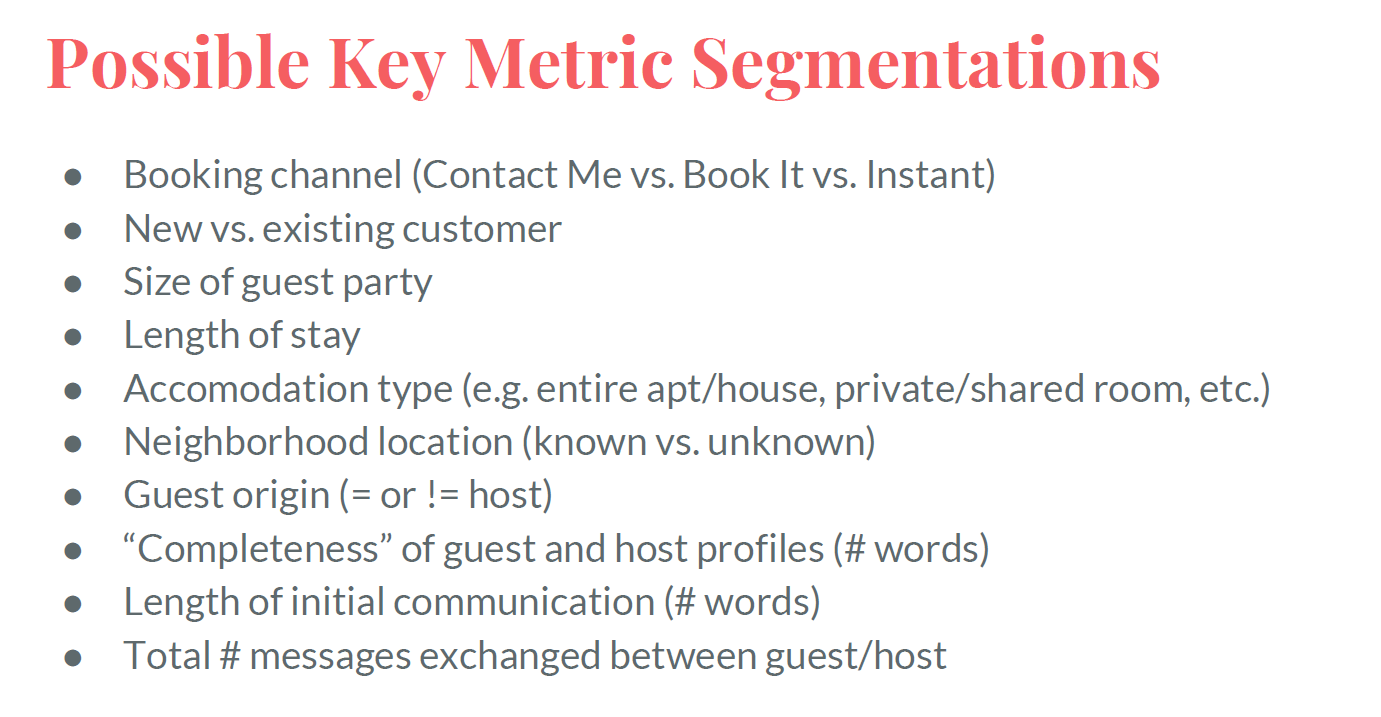 Possible Key Metric Segmentations
● Booking channel (Contact Me vs. Book It vs. Instant)
● New vs. existing customer
● Size of guest party
● Length of stay
● Accomodation type (e.g. entire apt/house, private/shared room, etc.)
● Neighborhood location (known vs. unknown)
● Guest origin (= or != host)
● “Completeness” of guest and host profiles (# words)
● Length of initial communication (# words)
● Total # messages exchanged between guest/host